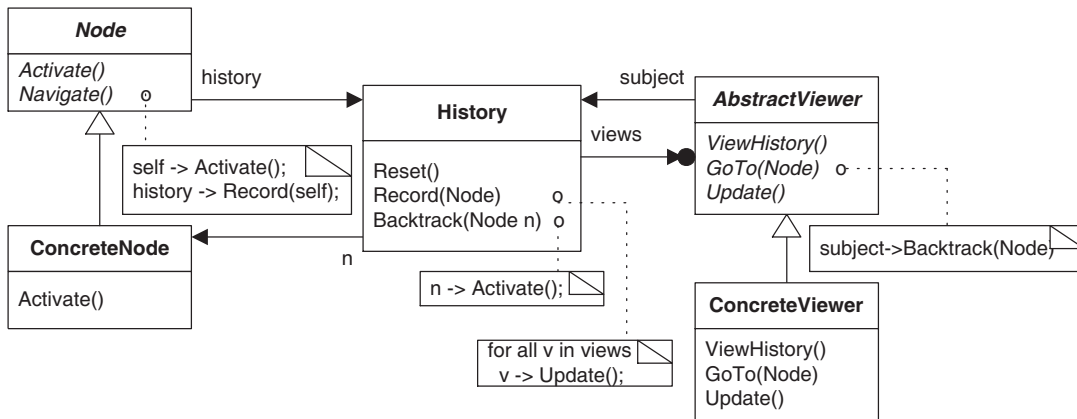 Node
Activate()
Navigate()
history
self -> Activate();
history -> Record(self);
ConcreteNode
Activate()
n
History
Reset()
Record(Node)
Backtrack(Node n)
n -> Activate();
for all v in views
v -> Update();
subject
views
AbstractViewer
ViewHistory()
GoTo(Node)
Update()
subject->Backtrack(Node)
ConcreteViewer
ViewHistory()
GoTo(Node)
Update()